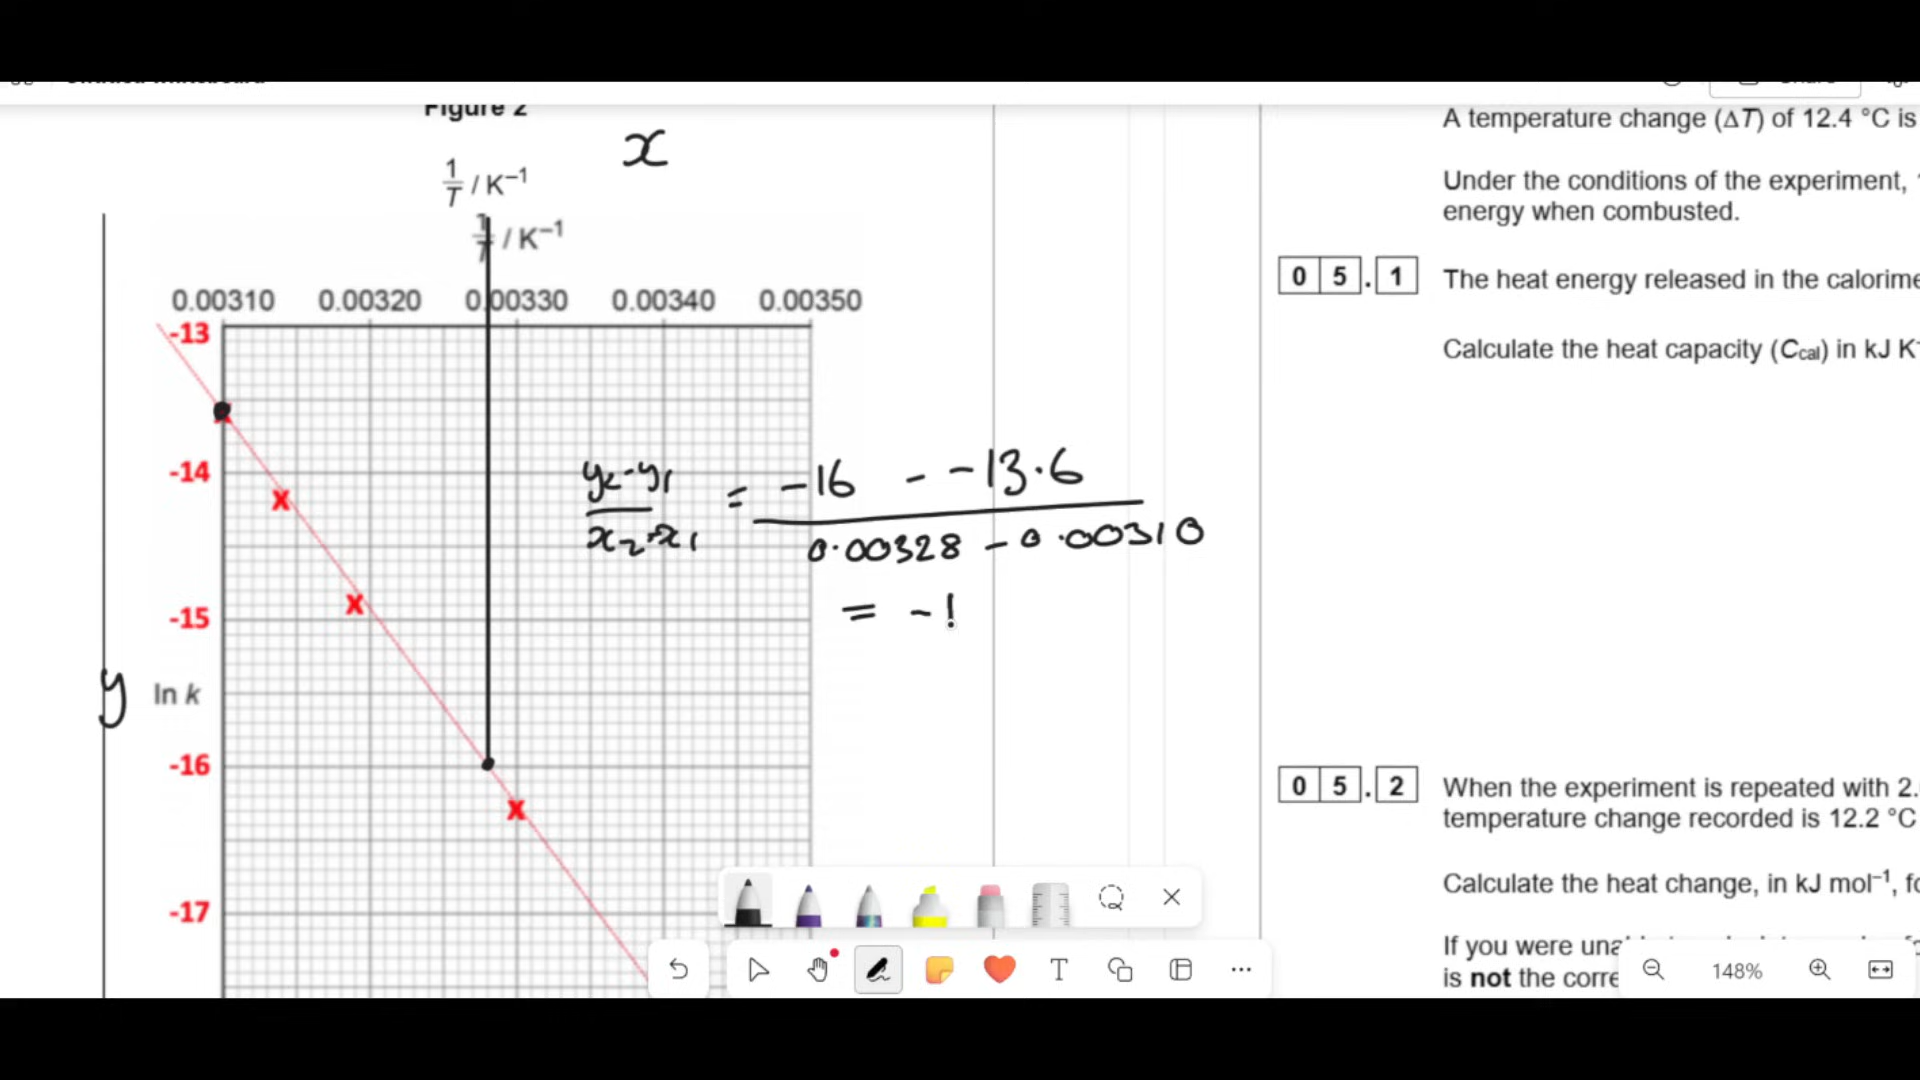 Figure 2
x
1/T / K⁻¹
1/T / K⁻¹
0.00310 0.00320 0.00330 0.00340 0.00350
-13
-14
-15
y ln k
-16
-17
y₂-y₁ / x₂-x₁ = -16 - -13.6 / 0.00328 - 0.00310
= -1
A temperature change (ΔT) of 12.4 °C is
Under the conditions of the experiment,
energy when combusted.
0 5 . 1 The heat energy released in the calorime
Calculate the heat capacity (Ccal) in kJ K⁻
0 5 . 2 When the experiment is repeated with 2.
temperature change recorded is 12.2 °C
Calculate the heat change, in kJ mol⁻¹, fo
If you were una
is not the corre
T
148%